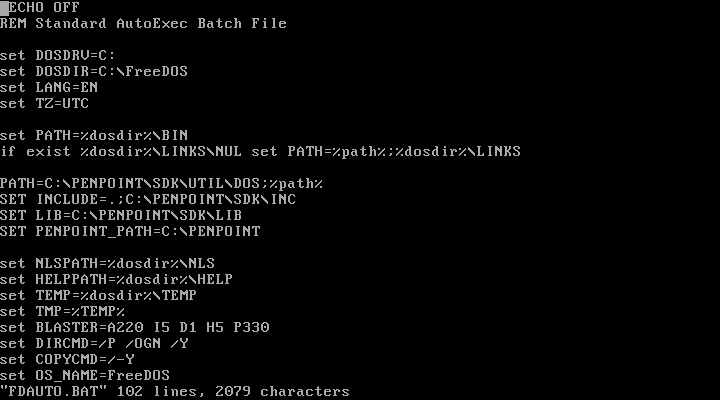 ECHO OFF
REM Standard AutoExec Batch File
set DOSDRV=C:
set DOSDIR=C:\FreeDOS
set LANG=EN
set TZ=UTC
set PATH=%dosdir%\BIN
if exist %dosdir%\LINKS\NUL set PATH=%path%;%dosdir%\LINKS
PATH=C:\PENPOINT\SDK\UTIL\DOS;%path%
SET INCLUDE=.;C:\PENPOINT\SDK\INC
SET LIB=C:\PENPOINT\SDK\LIB
SET PENPOINT_PATH=C:\PENPOINT
set NLSPATH=%dosdir%\NLS
set HELPPATH=%dosdir%\HELP
set TEMP=%dosdir%\TEMP
set TMP=%TEMP%
set BLASTER=A220 I5 D1 H5 P330
set DIRCMD=/P /OGN /Y
set COPYCMD=/-Y
set OS_NAME=FreeDOS
"FDAUTO.BAT" 102 lines, 2079 characters